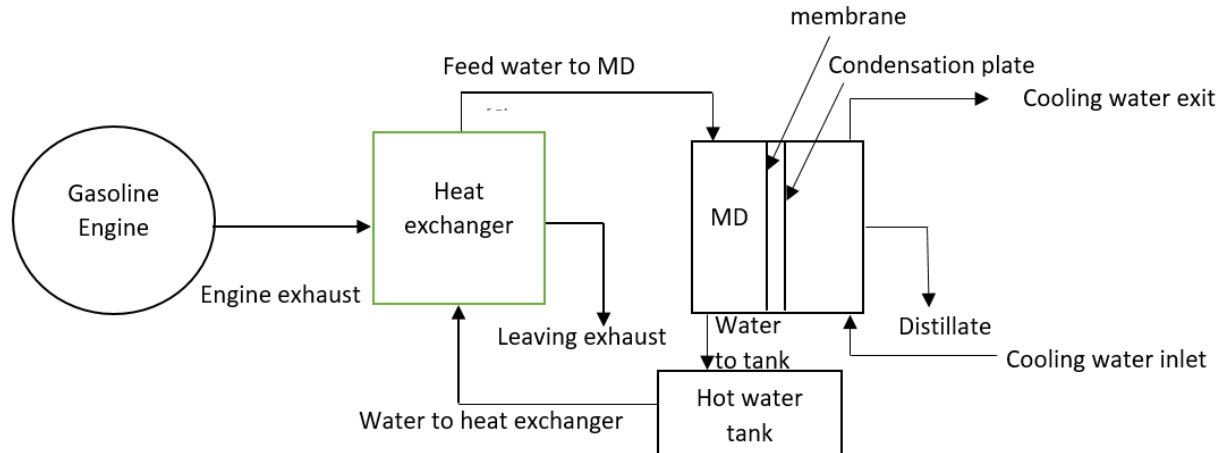 membrane
Feed water to MD
Condensation plate
Cooling water exit
Gasoline
Engine
Heat
exchanger
MD
Engine exhaust
Leaving exhaust
Water
to tank
Distillate
Cooling water inlet
Water to heat exchanger
Hot water
tank